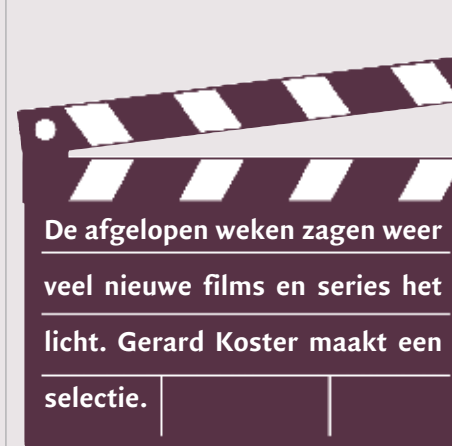 De afgelopen weken zagen weer
veel nieuwe films en series het
licht. Gerard Koster maakt een
selectie.